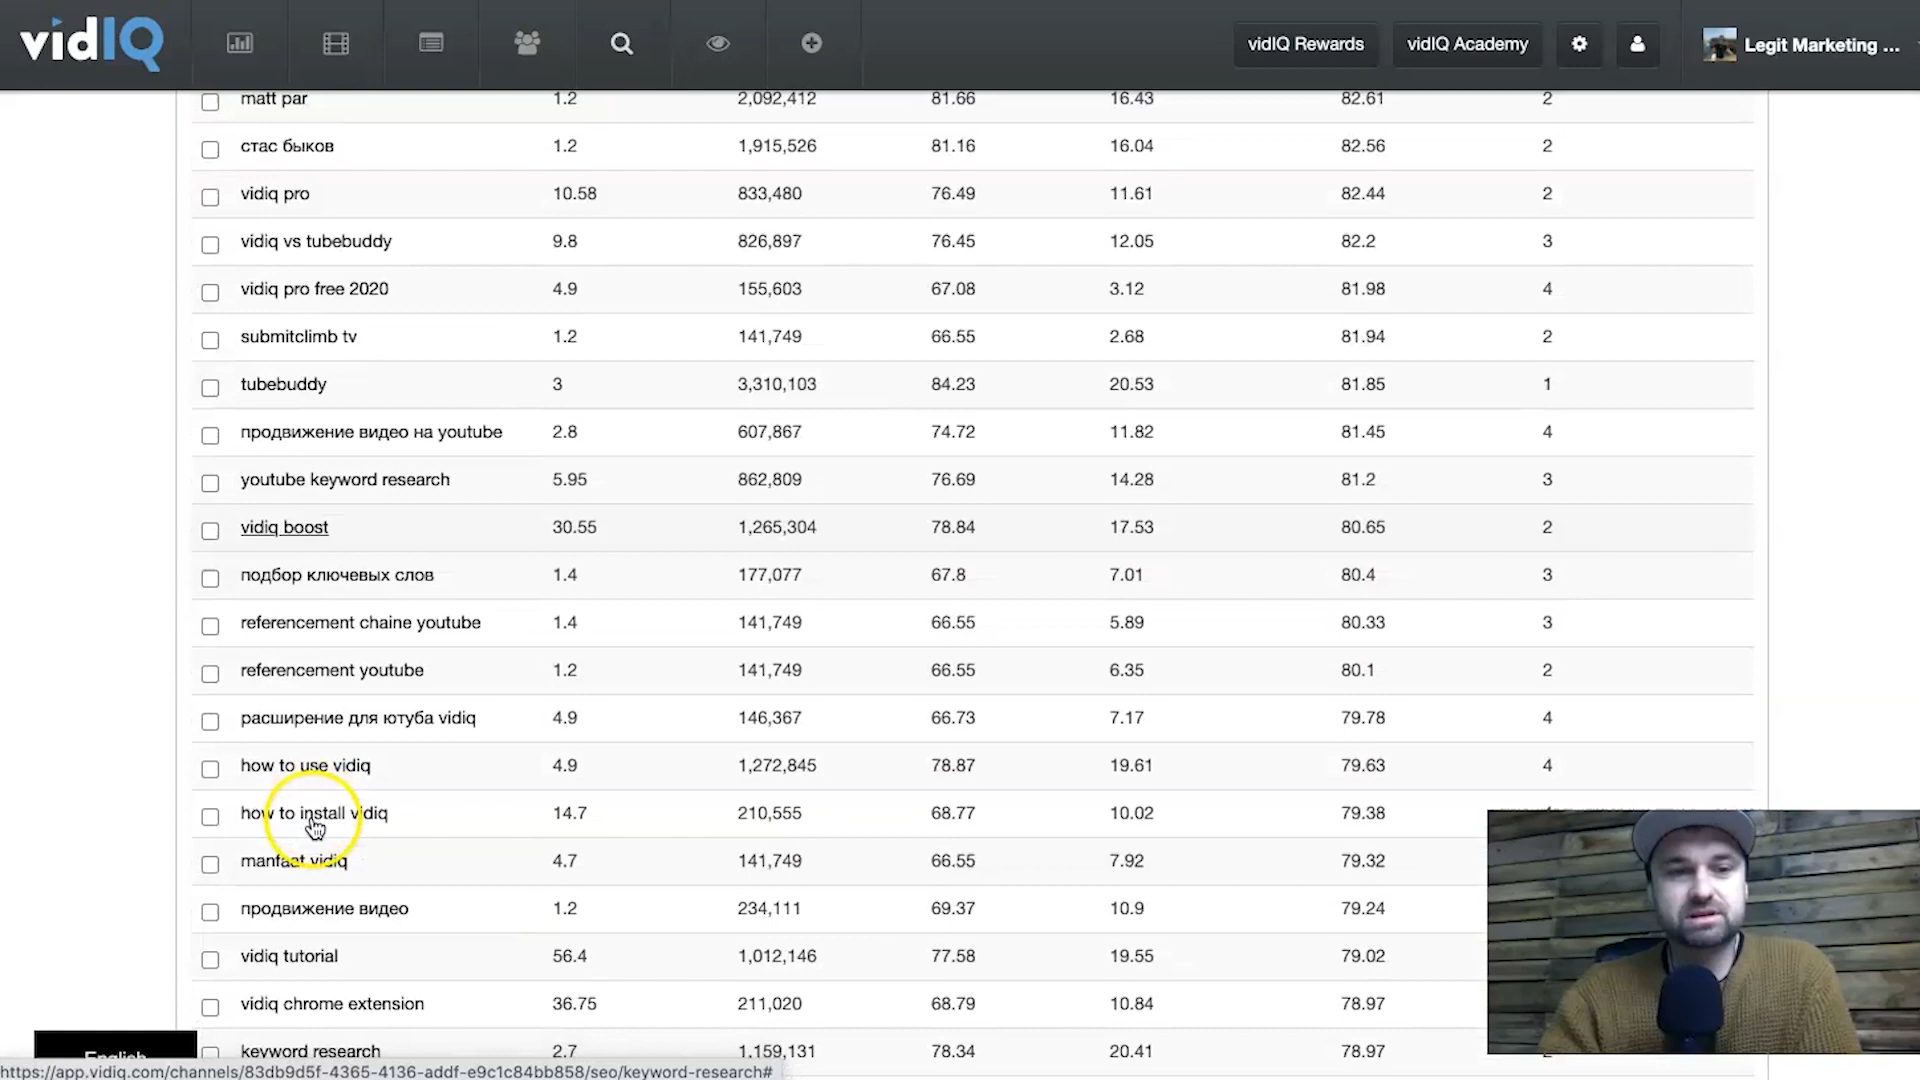 vidIQ
vidIQ Rewards
vidIQ Academy
Legit Marketing ...
matt par 1.2 2,092,412 81.66 16.43 82.61 2
стас быков 1.2 1,915,526 81.16 16.04 82.56 2
vidiq pro 10.58 833,480 76.49 11.61 82.44 2
vidiq vs tubebuddy 9.8 826,897 76.45 12.05 82.2 3
vidiq pro free 2020 4.9 155,603 67.08 3.12 81.98 4
submitclimb tv 1.2 141,749 66.55 2.68 81.94 2
tubebuddy 3 3,310,103 84.23 20.53 81.85 1
продвижение видео на youtube 2.8 607,867 74.72 11.82 81.45 4
youtube keyword research 5.95 862,809 76.69 14.28 81.2 3
vidiq boost 30.55 1,265,304 78.84 17.53 80.65 2
подбор ключевых слов 1.4 177,077 67.8 7.01 80.4 3
referencement chaine youtube 1.4 141,749 66.55 5.89 80.33 3
referencement youtube 1.2 141,749 66.55 6.35 80.1 2
расширение для ютуба vidiq 4.9 146,367 66.73 7.17 79.78 4
how to use vidiq 4.9 1,272,845 78.87 19.61 79.63 4
how to install vidiq 14.7 210,555 68.77 10.02 79.38
manfaat vidiq 4.7 141,749 66.55 7.92 79.32
продвижение видео 1.2 234,111 69.37 10.9 79.24
vidiq tutorial 56.4 1,012,146 77.58 19.55 79.02
vidiq chrome extension 36.75 211,020 68.79 10.84 78.97
keyword research 2.7 1,159,131 78.34 20.41 78.97
English
https://app.vidiq.com/channels/83db9d5f-4365-4136-addf-e9c1c84bb858/seo/keyword-research#